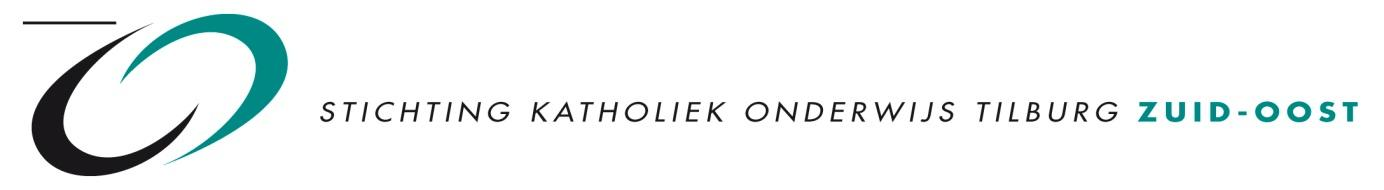 STICHTING KATHOLIEK ONDERWIJS TILBURG ZUID-OOST